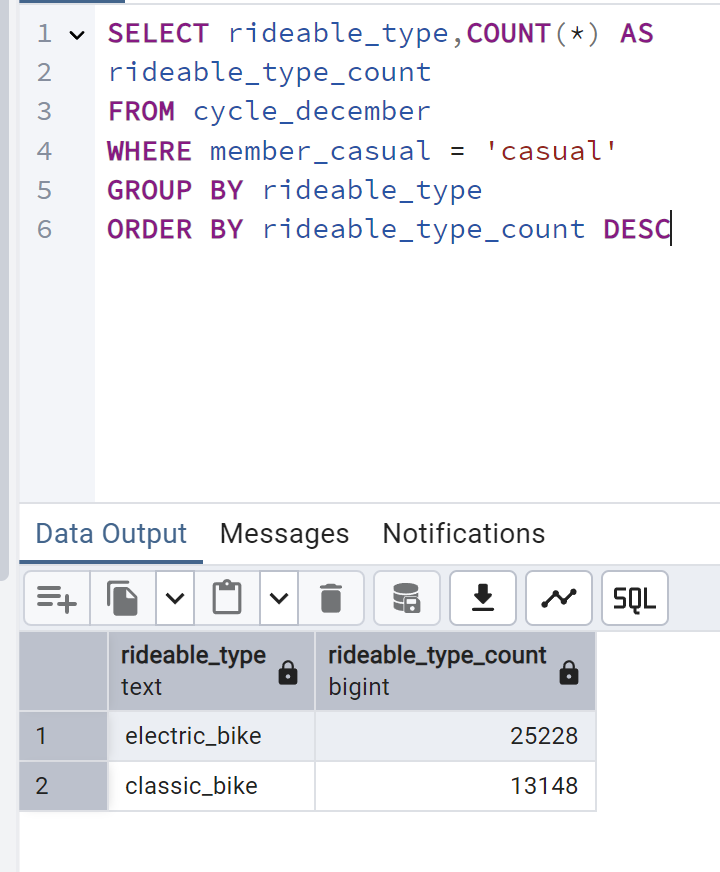 1 SELECT rideable_type,COUNT(*) AS
2 rideable_type_count
3 FROM cycle_december
4 WHERE member_casual = 'casual'
5 GROUP BY rideable_type
6 ORDER BY rideable_type_count DESC
Data Output Messages Notifications
SQL
rideable_type rideable_type_count
text bigint
1 electric_bike 25228
2 classic_bike 13148